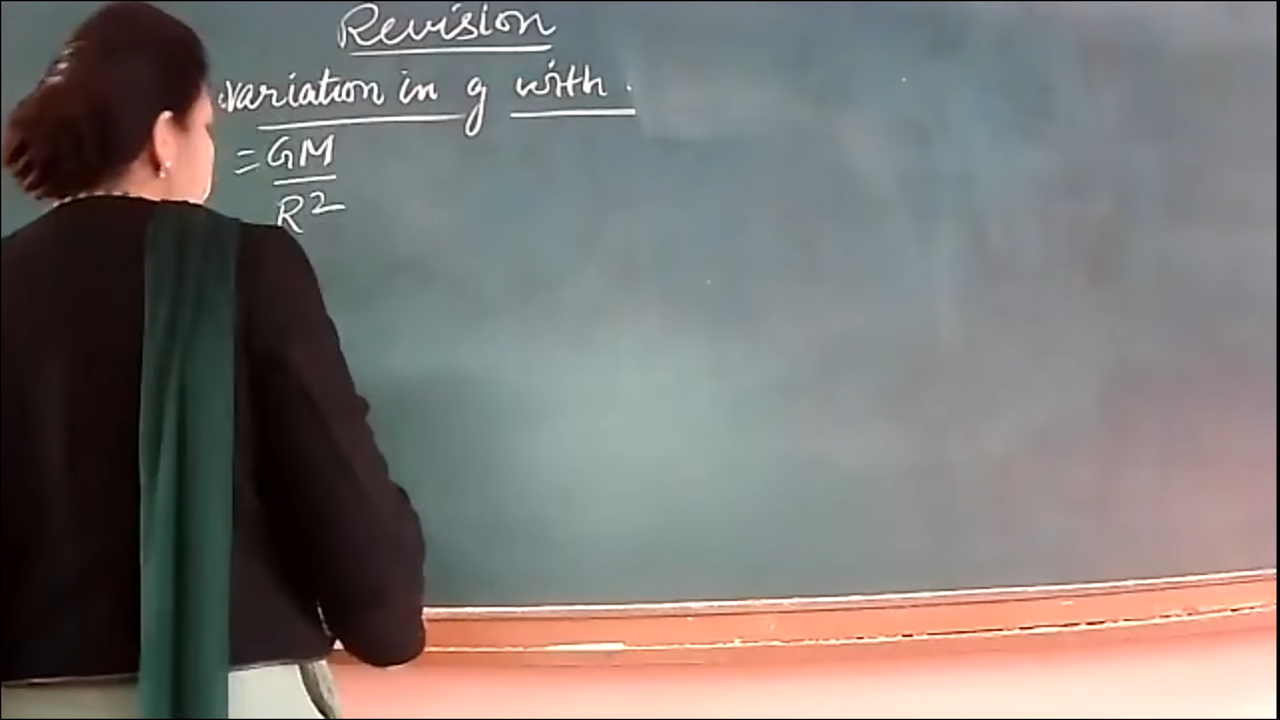 Revision
variation in g with .
= GM
R²